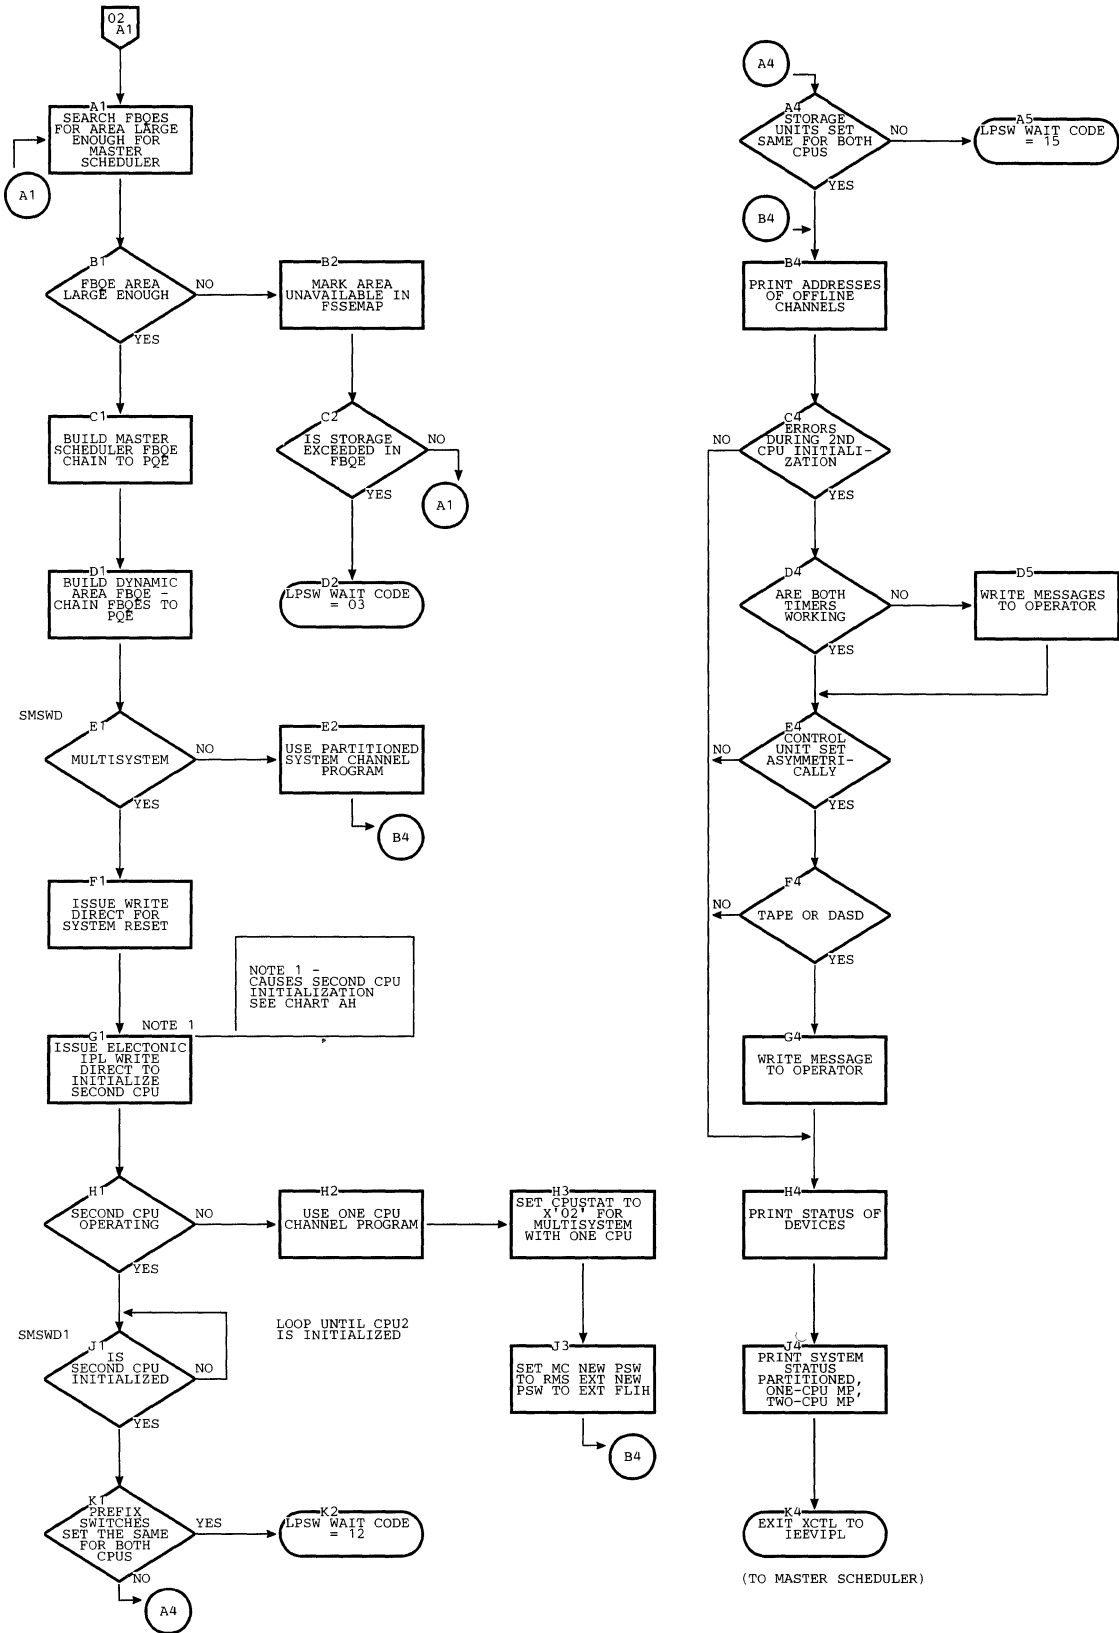 02
A1
A1
SEARCH FBQES
FOR AREA LARGE
ENOUGH FOR
MASTER
SCHEDULER
A1
B1
FBQE AREA
LARGE ENOUGH
NO
YES
B2
MARK AREA
UNAVAILABLE IN
FSSEMAP
C1
BUILD MASTER
SCHEDULER FBQE
CHAIN TO PQE
C2
IS STORAGE
EXCEEDED IN
FBQE
NO
YES
A1
D1
BUILD DYNAMIC
AREA FBQE -
CHAIN FBQES TO
PQE
D2
LPSW WAIT CODE
= 03
SMSWD
E1
MULTISYSTEM
NO
YES
E2
USE PARTITIONED
SYSTEM CHANNEL
PROGRAM
B4
F1
ISSUE WRITE
DIRECT FOR
SYSTEM RESET
NOTE 1 -
CAUSES SECOND CPU
INITIALIZATION
SEE CHART AH
NOTE 1
G1
ISSUE ELECTONIC
IPL WRITE
DIRECT TO
INITIALIZE
SECOND CPU
H1
SECOND CPU
OPERATING
NO
YES
H2
USE ONE CPU
CHANNEL PROGRAM
H3
SET CPUSTAT TO
X'02' FOR
MULTISYSTEM
WITH ONE CPU
SMSWD1
J1
IS
SECOND CPU
INITIALIZED
NO
YES
LOOP UNTIL CPU2
IS INITIALIZED
J3
SET MC NEW PSW
TO RMS EXT NEW
PSW TO EXT FLIH
B4
K1
PREFIX
SWITCHES
SET THE SAME
FOR BOTH
CPUS
YES
NO
K2
LPSW WAIT CODE
= 12
A4
A4
A4
STORAGE
UNITS SET
SAME FOR BOTH
CPUS
NO
YES
A5
LPSW WAIT CODE
= 15
B4
B4
PRINT ADDRESSES
OF OFFLINE
CHANNELS
C4
ERRORS
DURING 2ND
CPU INITIALI-
ZATION
NO
YES
D4
ARE BOTH
TIMERS
WORKING
NO
YES
D5
WRITE MESSAGES
TO OPERATOR
E4
CONTROL
UNIT SET
ASYMMETRI-
CALLY
NO
YES
F4
TAPE OR DASD
NO
YES
G4
WRITE MESSAGE
TO OPERATOR
H4
PRINT STATUS OF
DEVICES
J4
PRINT SYSTEM
STATUS
PARTITIONED,
ONE-CPU MP,
TWO-CPU MP
K4
EXIT XCTL TO
IEEVIPL
(TO MASTER SCHEDULER)